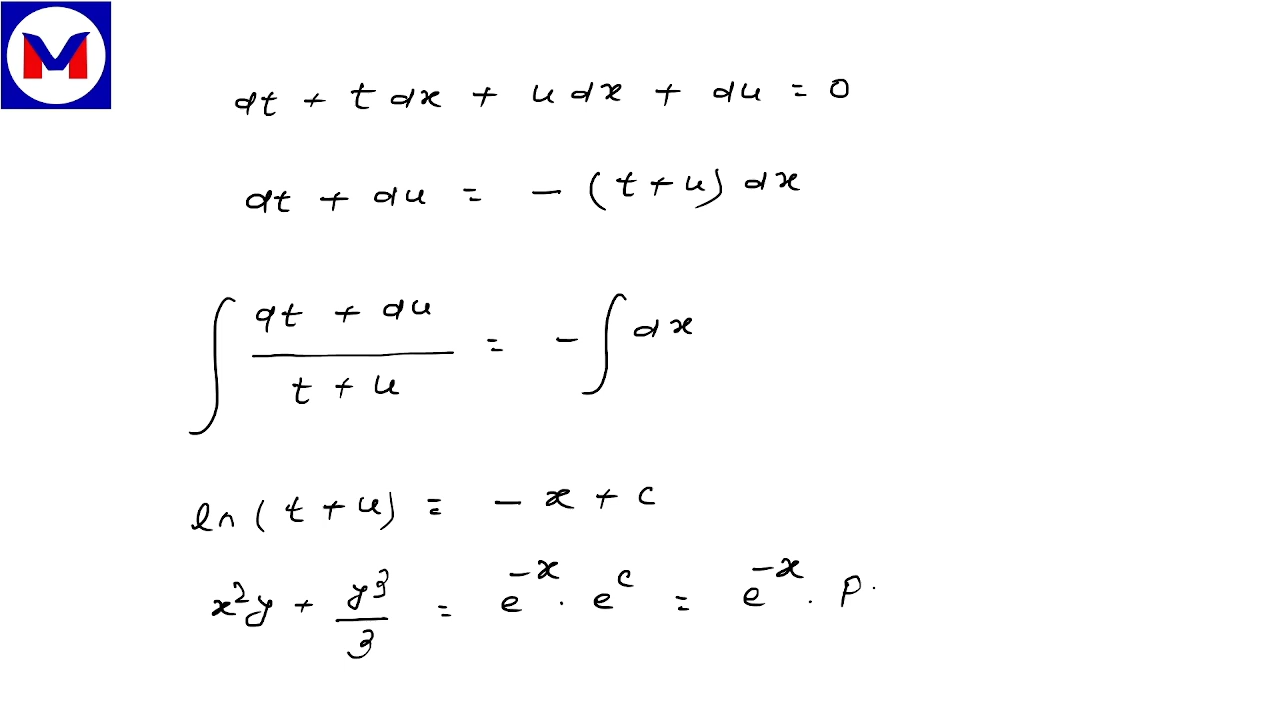 M
dt + t dx + u dx + du = 0
dt + du = - (t + u) dx
∫ (dt + du)/(t + u) = - ∫ dx
ln (t + u) = - x + c
x²y + y³/3 = e^(-x) . e^c = e^(-x) . P.